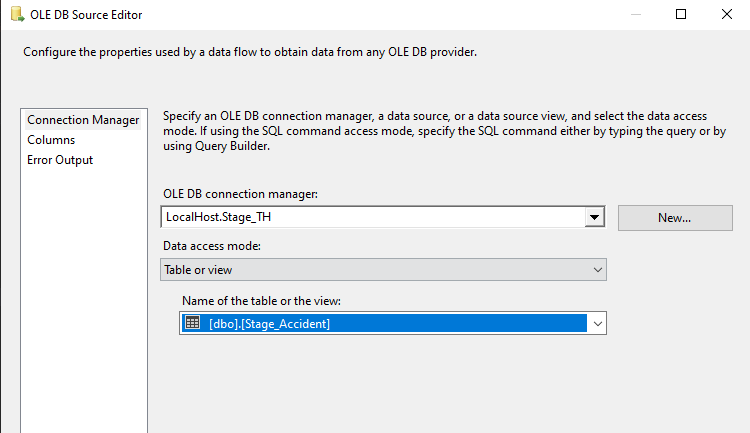 OLE DB Source Editor
Configure the properties used by a data flow to obtain data from any OLE DB provider.
Connection Manager
Columns
Error Output
Specify an OLE DB connection manager, a data source, or a data source view, and select the data access
mode. If using the SQL command access mode, specify the SQL command either by typing the query or by
using Query Builder.
OLE DB connection manager:
LocalHost.Stage_TH
New...
Data access mode:
Table or view
Name of the table or the view:
[dbo].[Stage_Accident]